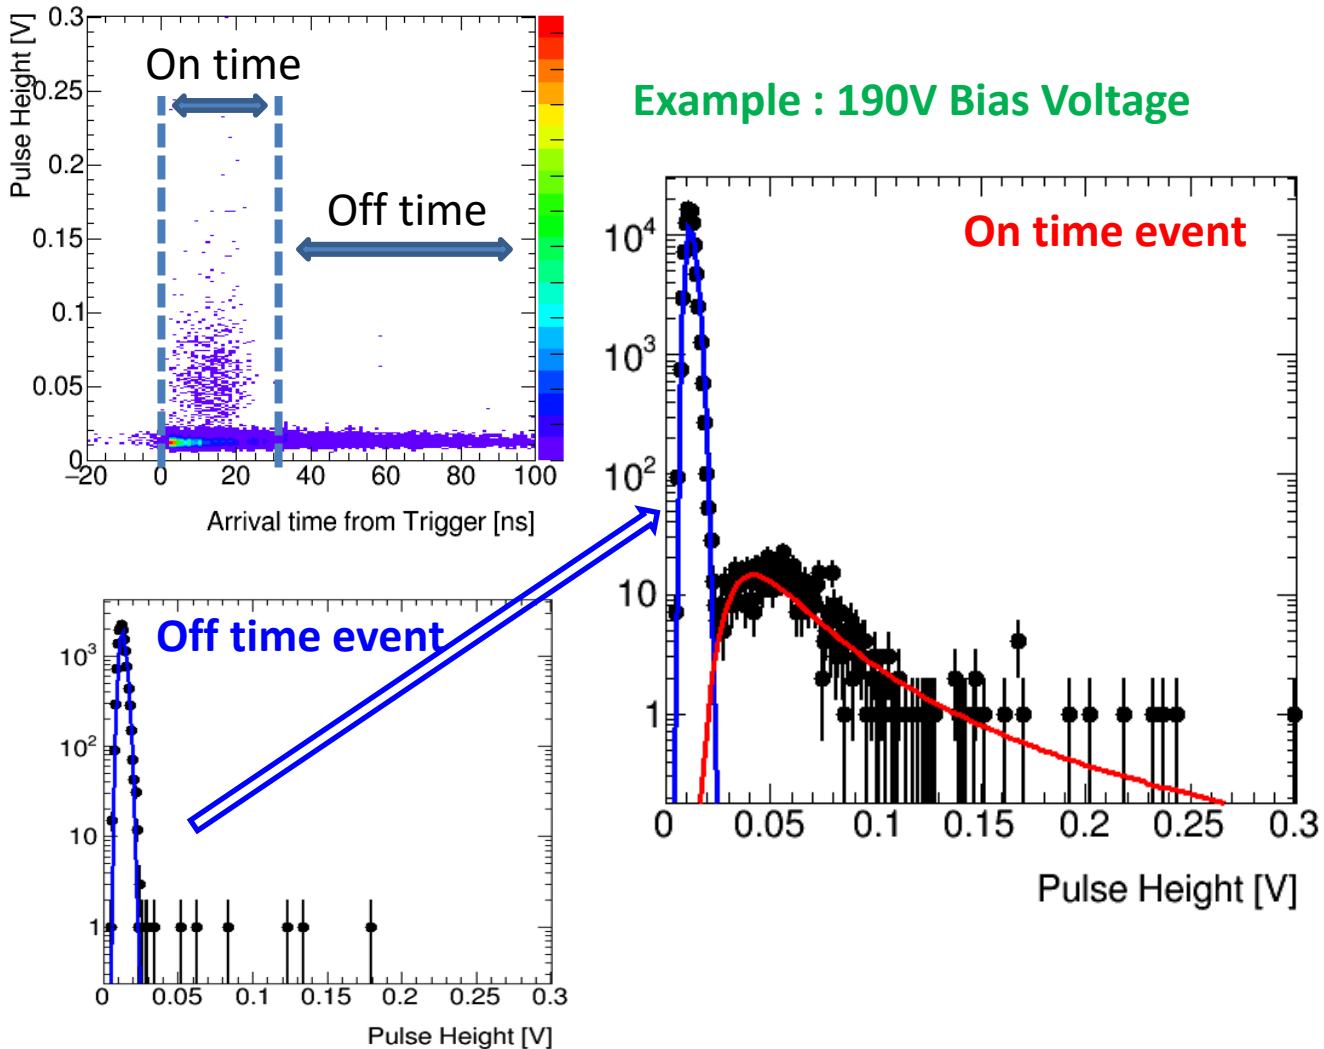 Pulse Height [V]
0.3
0.25
0.2
0.15
0.1
0.05
0
On time
Off time
−20 0 20 40 60 80 100
Arrival time from Trigger [ns]
Example : 190V Bias Voltage
On time event
10⁴
10³
10²
10
1
0 0.05 0.1 0.15 0.2 0.25 0.3
Pulse Height [V]
Off time event
10³
10²
10
1
0 0.05 0.1 0.15 0.2 0.25 0.3
Pulse Height [V]